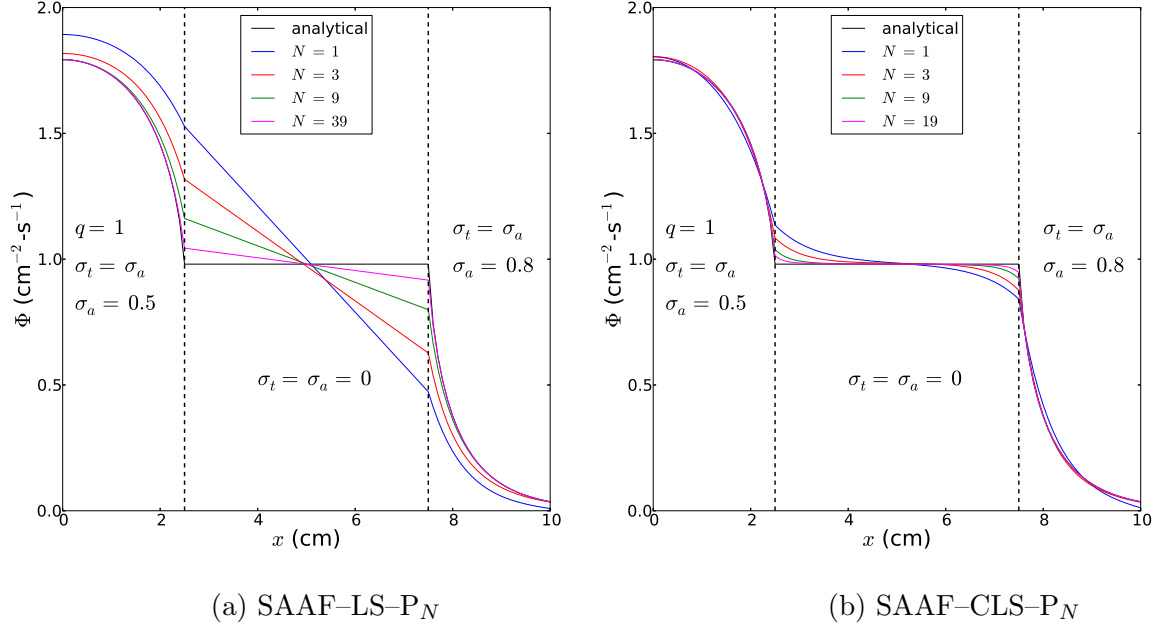 2.0
1.5
1.0
0.5
0.0
Φ (cm⁻²-s⁻¹)
analytical
N = 1
N = 3
N = 9
N = 39
q = 1
σt = σa
σa = 0.5
σt = σa = 0
σt = σa
σa = 0.8
0 2 4 6 8 10
x (cm)
(a) SAAF–LS–PN
2.0
1.5
1.0
0.5
0.0
Φ (cm⁻²-s⁻¹)
analytical
N = 1
N = 3
N = 9
N = 19
q = 1
σt = σa
σa = 0.5
σt = σa = 0
σt = σa
σa = 0.8
0 2 4 6 8 10
x (cm)
(b) SAAF–CLS–PN